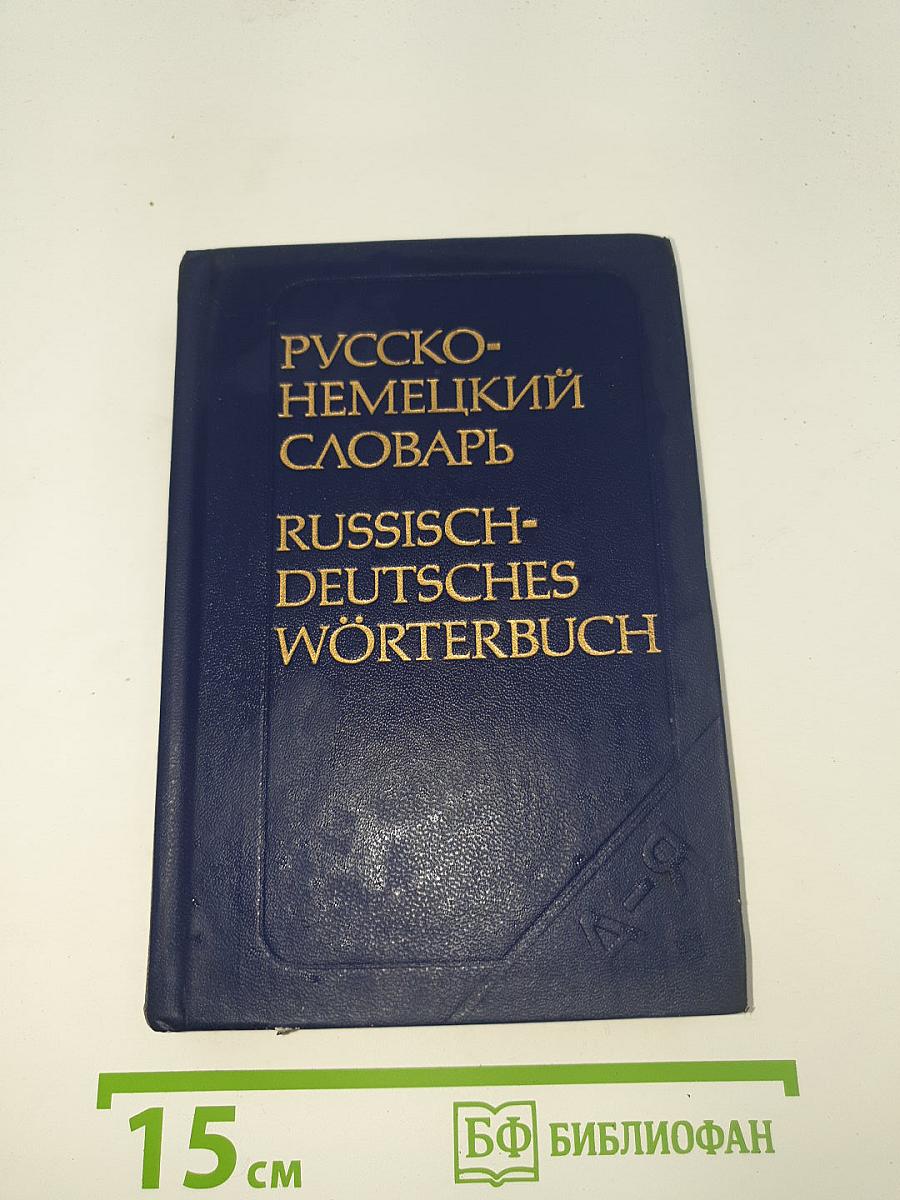 РУССКО-
НЕМЕЦКИЙ
СЛОВАРЬ
RUSSISCH-
DEUTSCHES
WÖRTERBUCH
А-Я
15 СМ
БФ БИБЛИОФАН